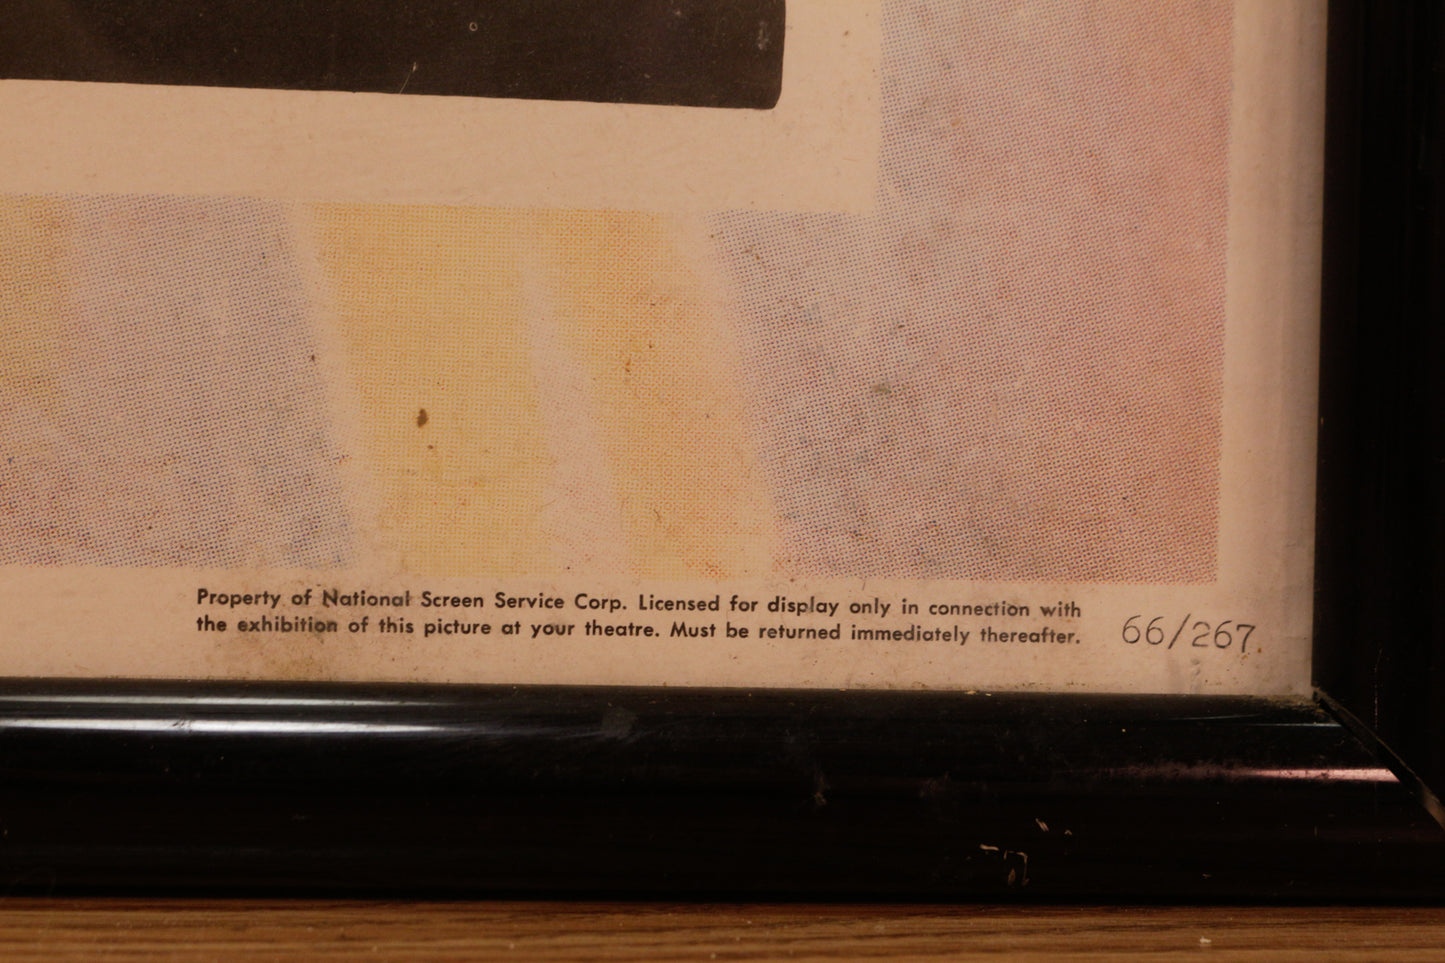 Property of National Screen Service Corp. Licensed for display only in connection with
the exhibition of this picture at your theatre. Must be returned immediately thereafter.
66/267